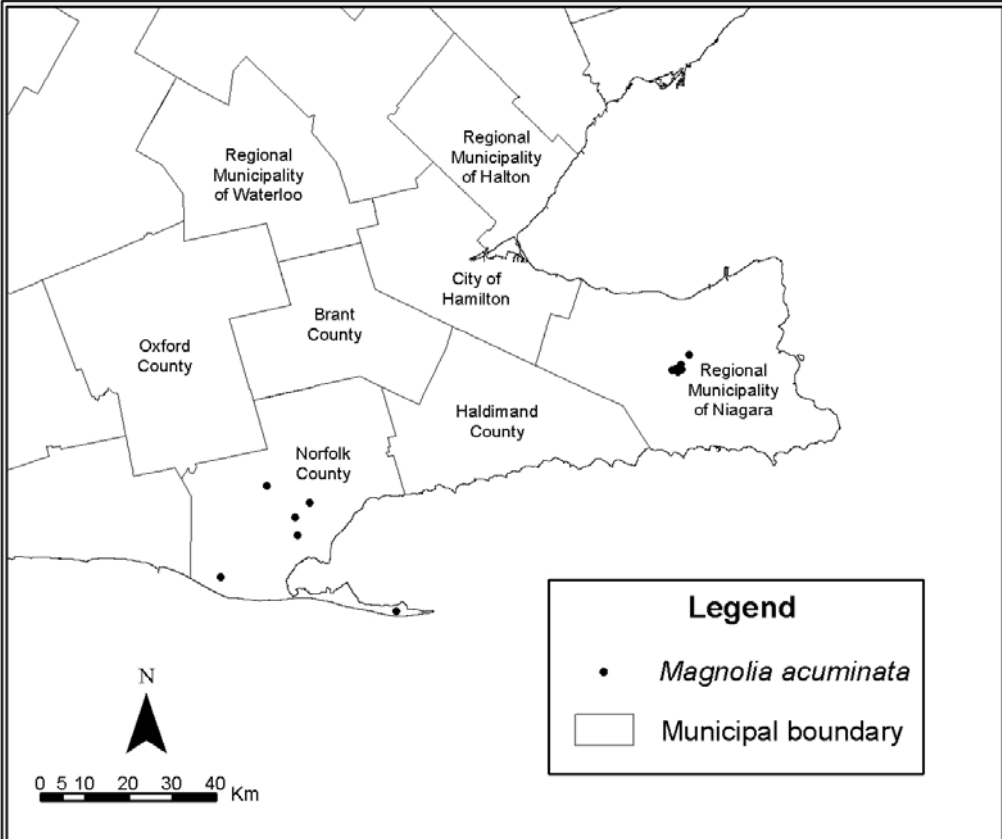 Regional
Municipality
of Halton
Regional
Municipality
of Waterloo
City of
Hamilton
Brant
County
Oxford
County
Regional
Municipality
of Niagara
Haldimand
County
Norfolk
County
Legend
Magnolia acuminata
Municipal boundary
N
0 5 10 20 30 40
Km